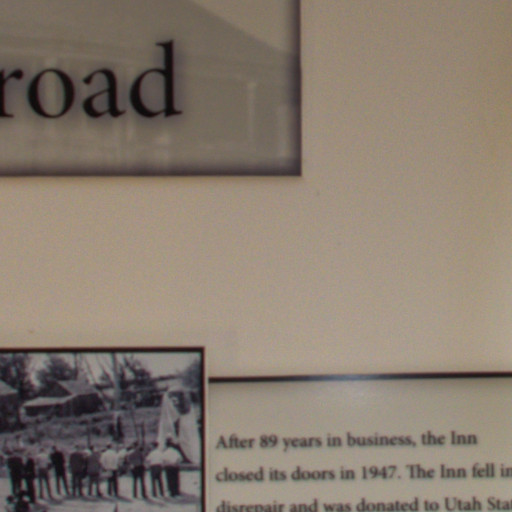 road
After 89 years in business, the Inn
closed its doors in 1947. The Inn fell in
disrepair and was donated to Utah Stat